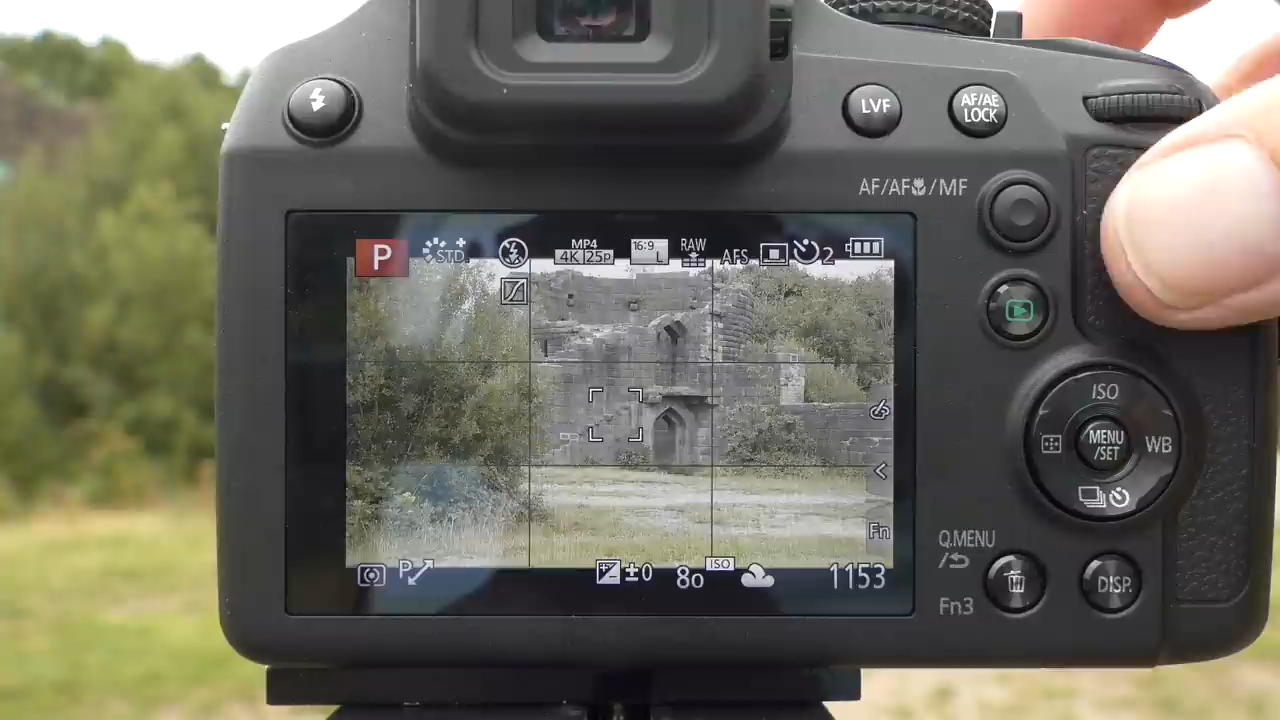 LVF
AF/AE
LOCK
AF/AF /MF
P
STD.
MP4
4K 25p
16:9
L
RAW
AFS
2
ISO
MENU
/SET
WB
Fn
P
±0
80
ISO
1153
Q.MENU
/
Fn3
DISP.